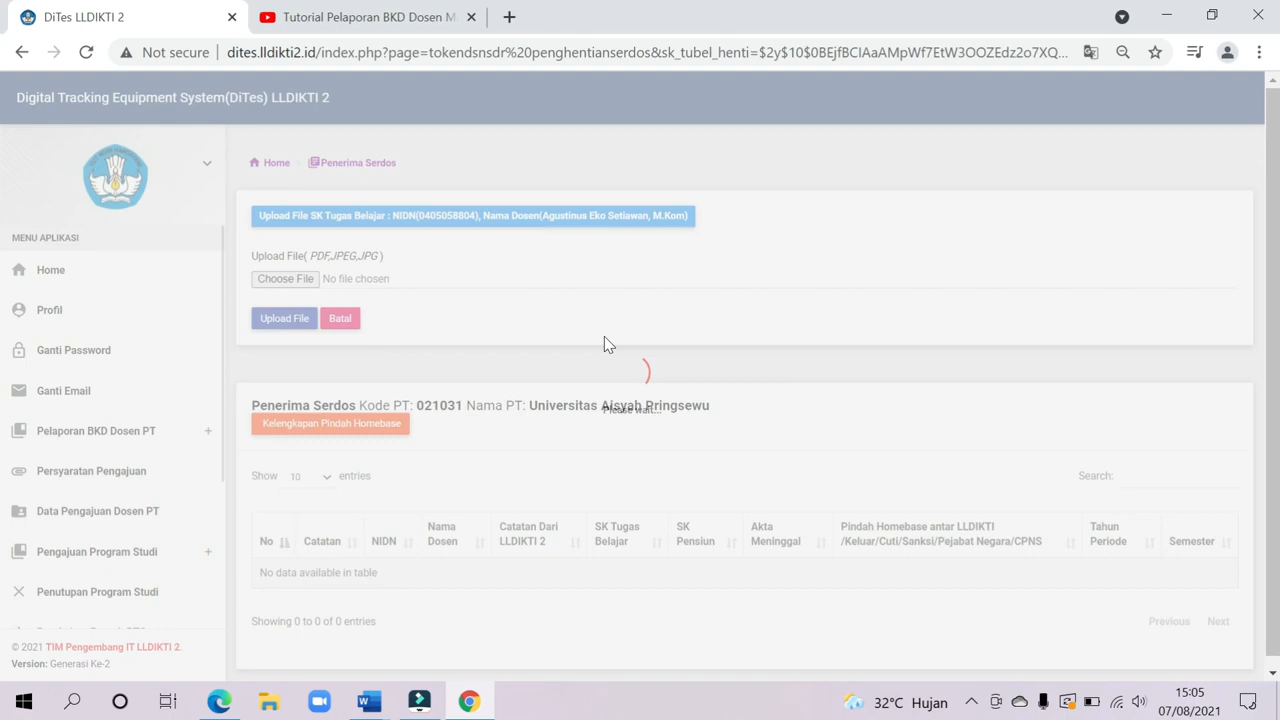 DiTes LLDIKTI 2
Tutorial Pelaporan BKD Dosen M
Not secure
dites.lldikti2.id/index.php?page=tokendsnsdr%20penghentianserdos&sk_tubel_henti=$2y$10$0BEjfBCIAaAMpWf7EtW3OOZEdz2o7XQ...
Digital Tracking Equipment System(DiTes) LLDIKTI 2
Home
Penerima Serdos
Upload File SK Tugas Belajar : NIDN(0405058804), Nama Dosen(Agustinus Eko Setiawan, M.Kom)
MENU APLIKASI
Upload File( PDF,JPEG,JPG )
Home
Choose File No file chosen
Profil
Upload File
Batal
Ganti Password
Ganti Email
Penerima Serdos Kode PT: 021031 Nama PT: Universitas Aisyah Pringsewu
Please wait...
Kelengkapan Pindah Homebase
Pelaporan BKD Dosen PT +
Persyaratan Pengajuan
Show 10 entries
Search:
Data Pengajuan Dosen PT
No
Catatan
NIDN
Nama
Dosen
Catatan Dari
LLDIKTI 2
SK Tugas
Belajar
SK
Pensiun
Akta
Meninggal
Pindah Homebase antar LLDIKTI
/Keluar/Cuti/Sanksi/Pejabat Negara/CPNS
Tahun
Periode
Semester
Pengajuan Program Studi +
No data available in table
Penutupan Program Studi
Showing 0 to 0 of 0 entries
Previous
Next
© 2021 TIM Pengembang IT LLDIKTI 2.
Version: Generasi Ke-2
32°C Hujan
15:05
07/08/2021